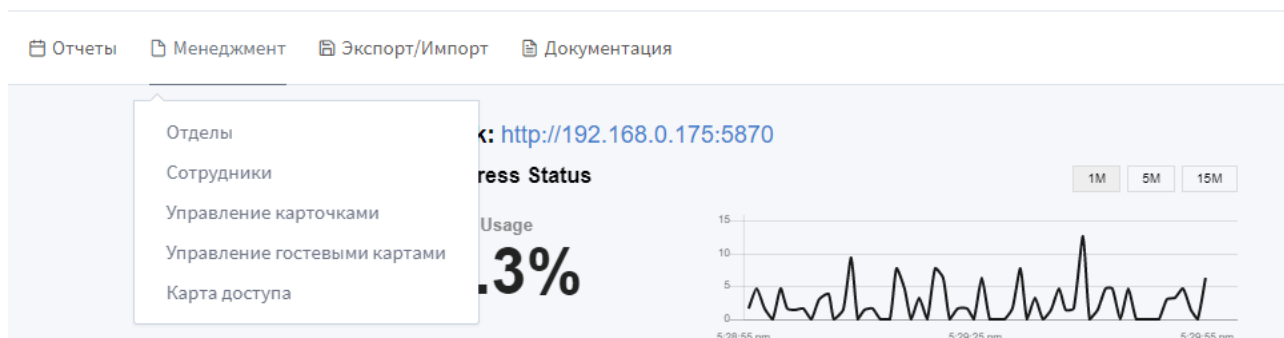 Отчеты Менеджмент Экспорт/Импорт Документация
Отделы
Сотрудники
Управление карточками
Управление гостевыми картами
Карта доступа
: http://192.168.0.175:5870
ress Status
1M 5M 15M
Usage
.3%
15
10
5
0
5:28:55 pm 5:29:25 pm 5:29:55 pm